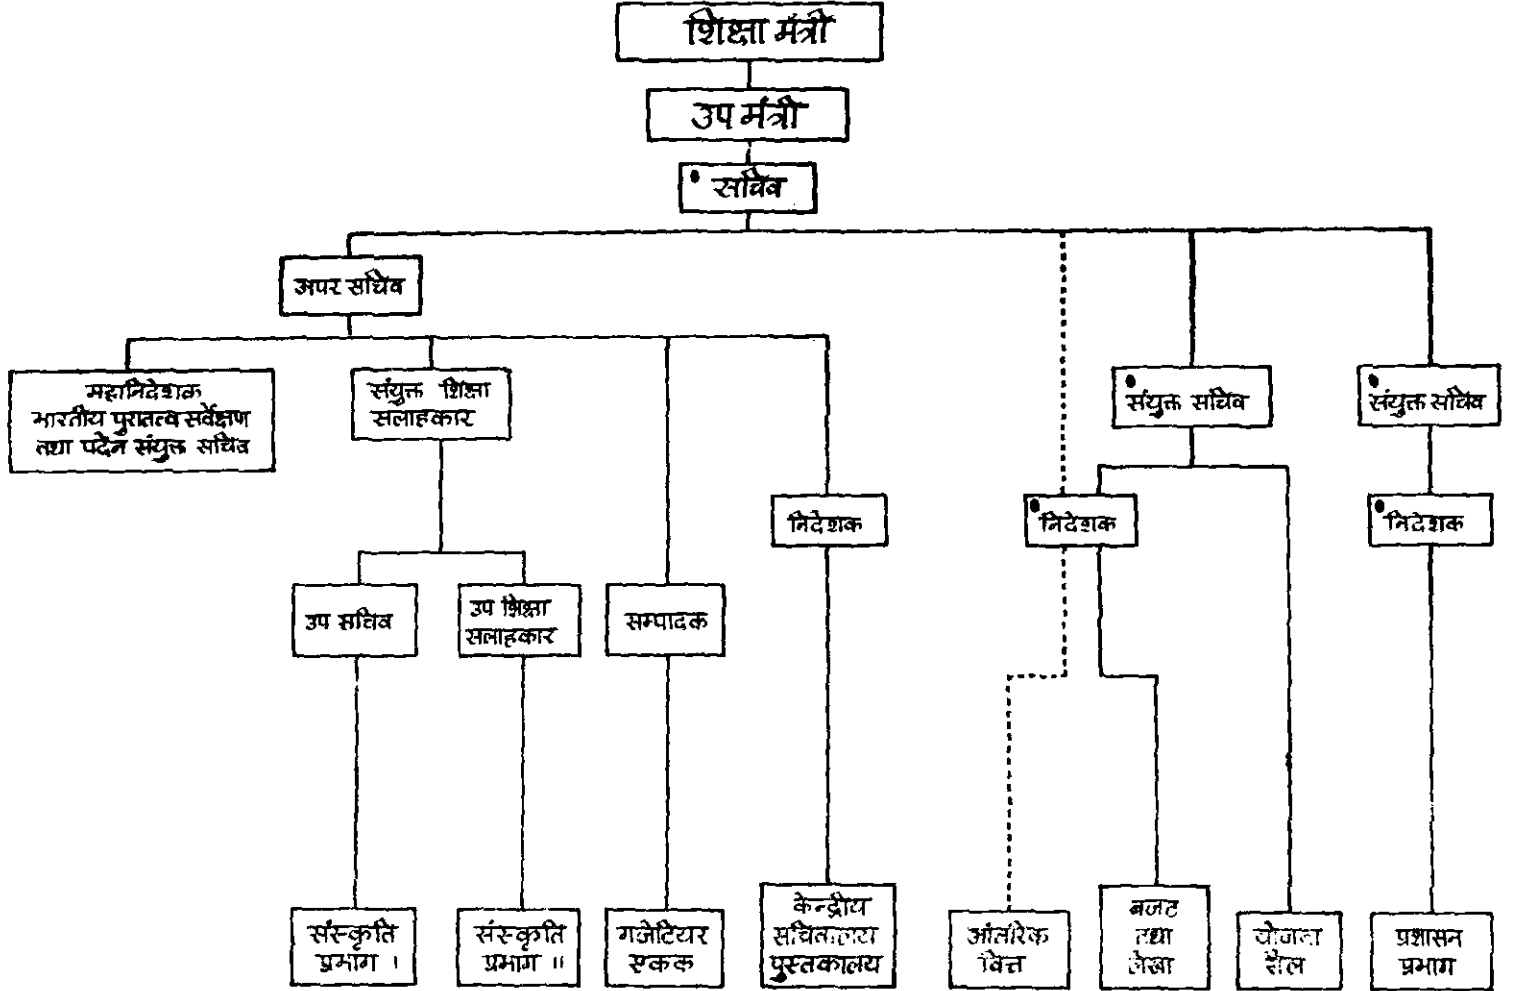 शिक्षा मंत्री
उप मंत्री
सचिव
अपर सचिव
महानिदेशक
भारतीय पुरातत्व सर्वेक्षण
तथा पदेन संयुक्त सचिव
संयुक्त शिक्षा
सलाहकार
संयुक्त सचिव
संयुक्त सचिव
निदेशक
निदेशक
निदेशक
उप सचिव
उप शिक्षा
सलाहकार
सम्पादक
संस्कृति
प्रभाग I
संस्कृति
प्रभाग II
गजेटियर
एकक
केन्द्रीय
सचिवालय
पुस्तकालय
आंतरिक
वित्त
बजट
तथा
लेखा
योजना
सैल
प्रशासन
प्रभाग